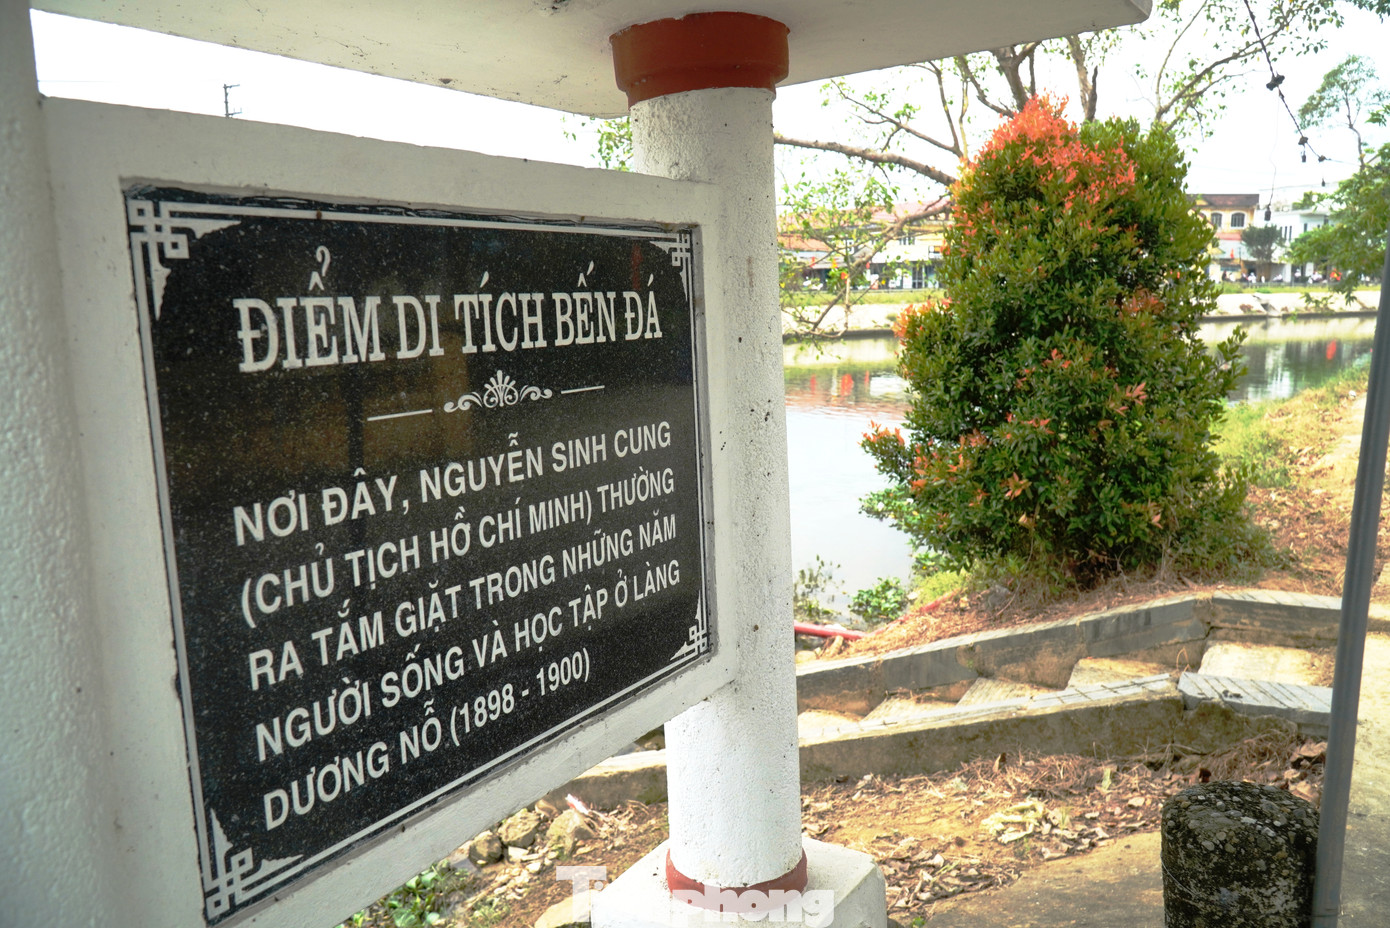 ĐIỂM DI TÍCH BẾN ĐÁ
NƠI ĐÂY, NGUYỄN SINH CUNG
(CHỦ TỊCH HỒ CHÍ MINH) THƯỜNG
RA TẮM GIẶT TRONG NHỮNG NĂM
NGƯỜI SỐNG VÀ HỌC TẬP Ở LÀNG
DƯƠNG NỖ (1898 - 1900)
Tienphong